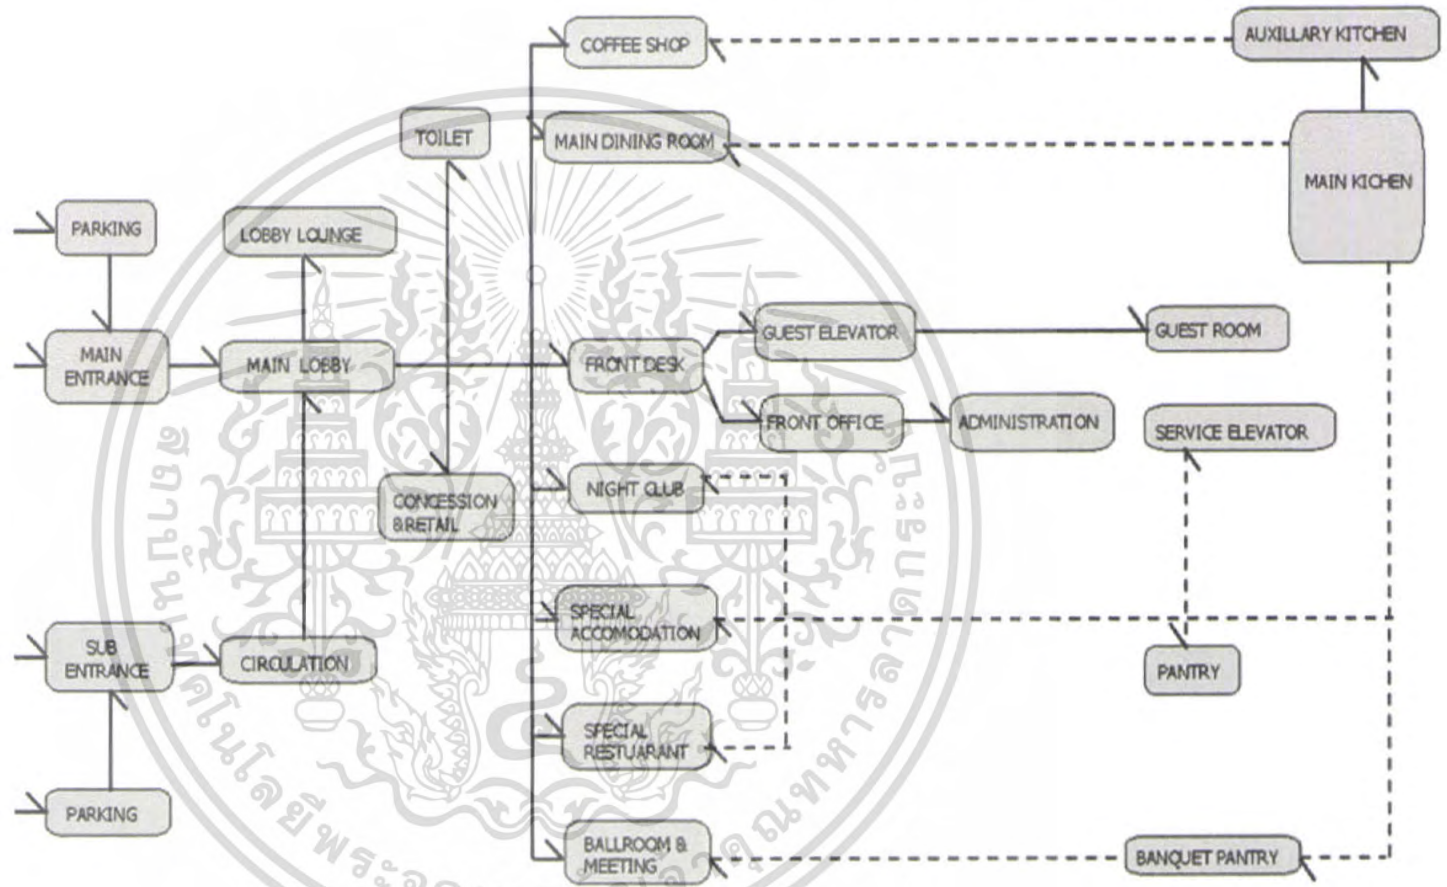 COFFEE SHOP
AUXILLARY KITCHEN
TOILET
MAIN DINING ROOM
MAIN KICHEN
PARKING
LOBBY LOUNGE
MAIN
ENTRANCE
MAIN LOBBY
FRONT DESK
GUEST ELEVATOR
GUEST ROOM
FRONT OFFICE
ADMINISTRATION
SERVICE ELEVATOR
CONCESSION
&RETAIL
NIGHT CLUB
SPECIAL
ACCOMODATION
SUB
ENTRANCE
CIRCULATION
PANTRY
SPECIAL
RESTUARANT
PARKING
BALLROOM &
MEETING
BANQUET PANTRY